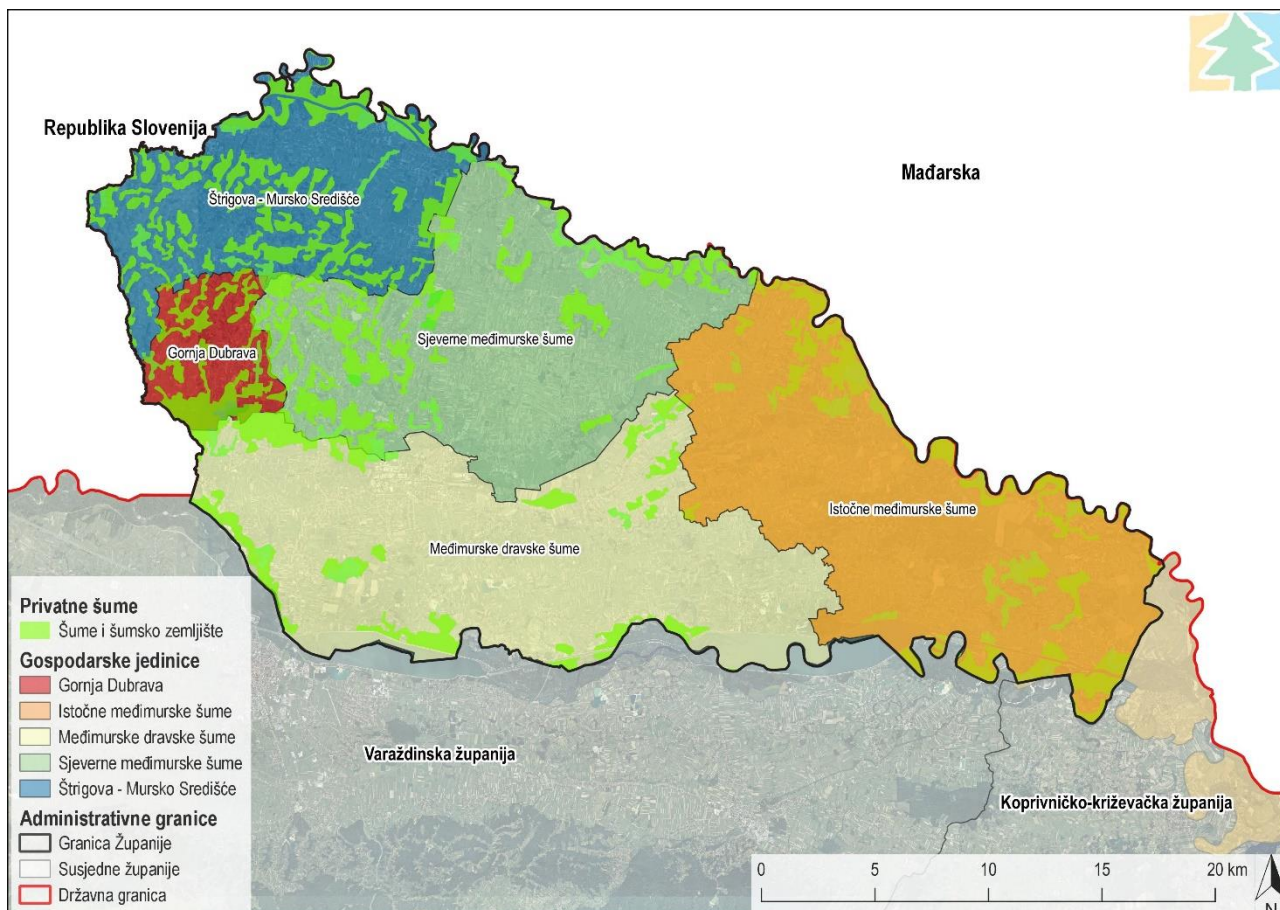 Republika Slovenija
Mađarska
Štrigova - Mursko Središće
Gornja Dubrava
Sjeverne međimurske šume
Istočne međimurske šume
Međimurske dravske šume
Varaždinska županija
Koprivničko-križevačka županija
Privatne šume
Šume i šumsko zemljište
Gospodarske jedinice
Gornja Dubrava
Istočne međimurske šume
Međimurske dravske šume
Sjeverne međimurske šume
Štrigova - Mursko Središće
Administrativne granice
Granica Županije
Susjedne županije
Državna granica
0 5 10 15 20 km
N